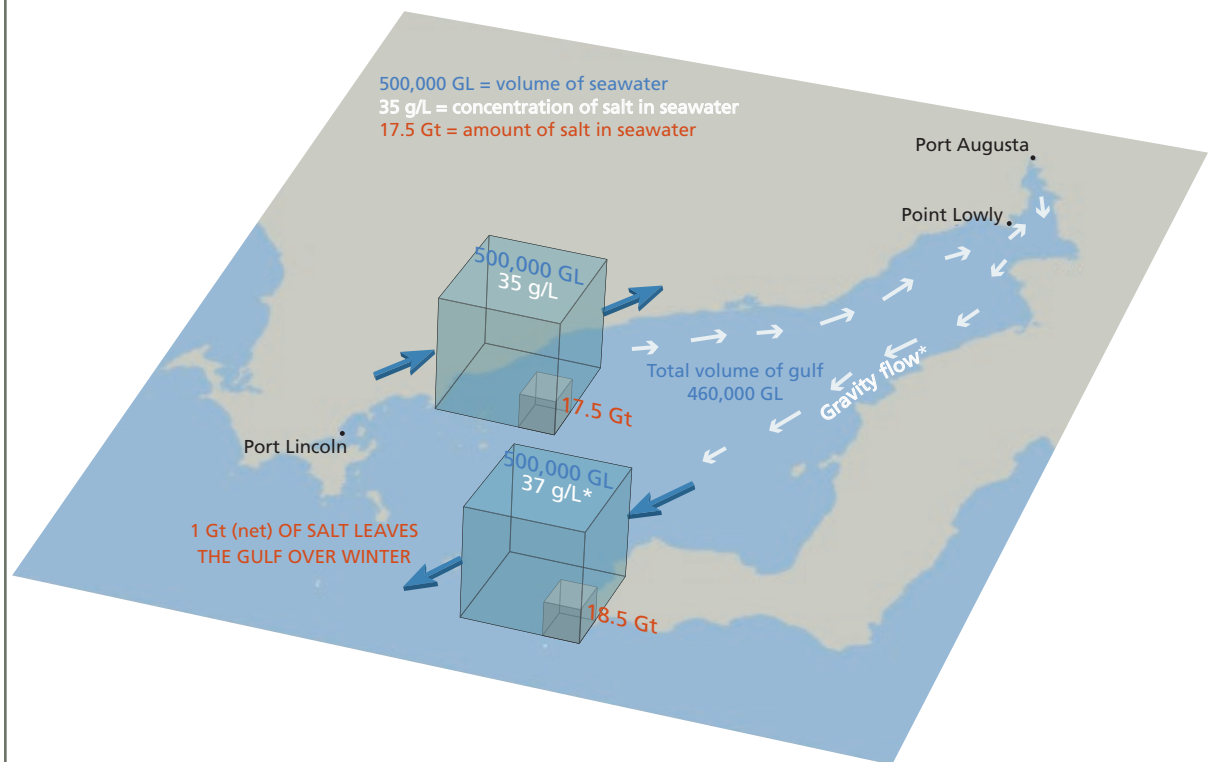 500,000 GL = volume of seawater
35 g/L = concentration of salt in seawater
17.5 Gt = amount of salt in seawater
Port Augusta
Point Lowly
500,000 GL
35 g/L
Total volume of gulf
460,000 GL
Gravity flow*
17.5 Gt
Port Lincoln
500,000 GL
37 g/L*
1 Gt (net) OF SALT LEAVES
THE GULF OVER WINTER
18.5 Gt